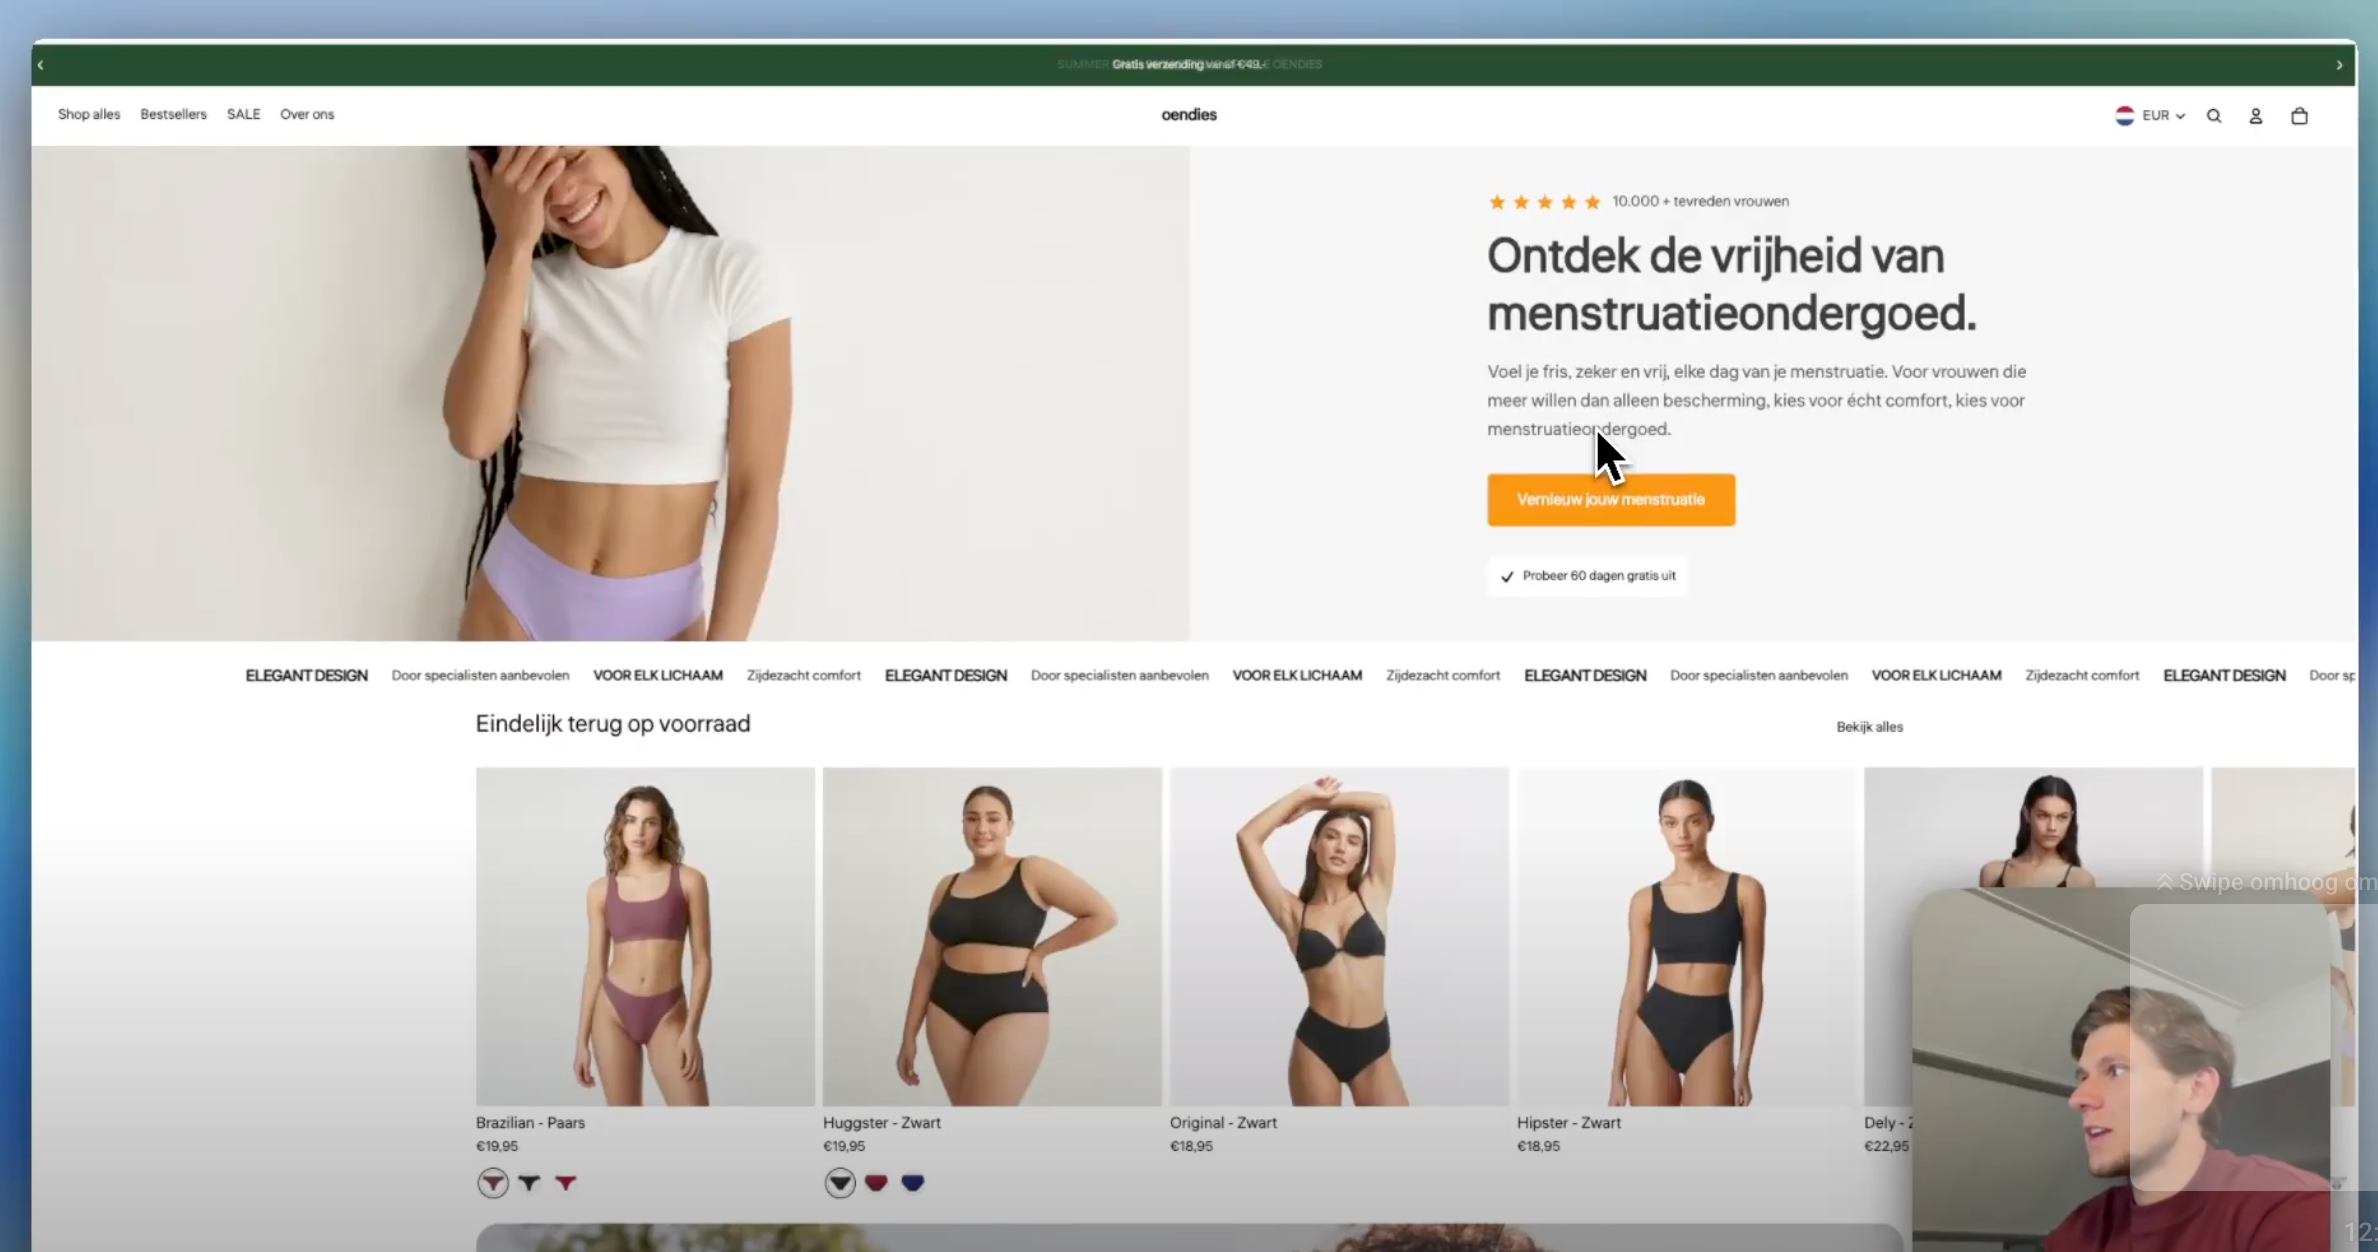 Gratis verzending vanaf €49,-
Shop alles Bestsellers SALE Over ons
oendies
EUR
10.000 + tevreden vrouwen
Ontdek de vrijheid van
menstruatieondergoed.
Voel je fris, zeker en vrij, elke dag van je menstruatie. Voor vrouwen die
meer willen dan alleen bescherming, kies voor écht comfort, kies voor
menstruatieondergoed.
Vernieuw jouw menstruatie
Probeer 60 dagen gratis uit
ELEGANT DESIGN Door specialisten aanbevolen VOOR ELK LICHAAM Zijdezacht comfort ELEGANT DESIGN Door specialisten aanbevolen VOOR ELK LICHAAM Zijdezacht comfort ELEGANT DESIGN Door specialisten aanbevolen VOOR ELK LICHAAM Zijdezacht comfort ELEGANT DESIGN Door
Eindelijk terug op voorraad
Bekijk alles
Swipe omhoog om
Brazilian - Paars
€19,95
Huggster - Zwart
€19,95
Original - Zwart
€18,95
Hipster - Zwart
€18,95
Dely -
€22,95